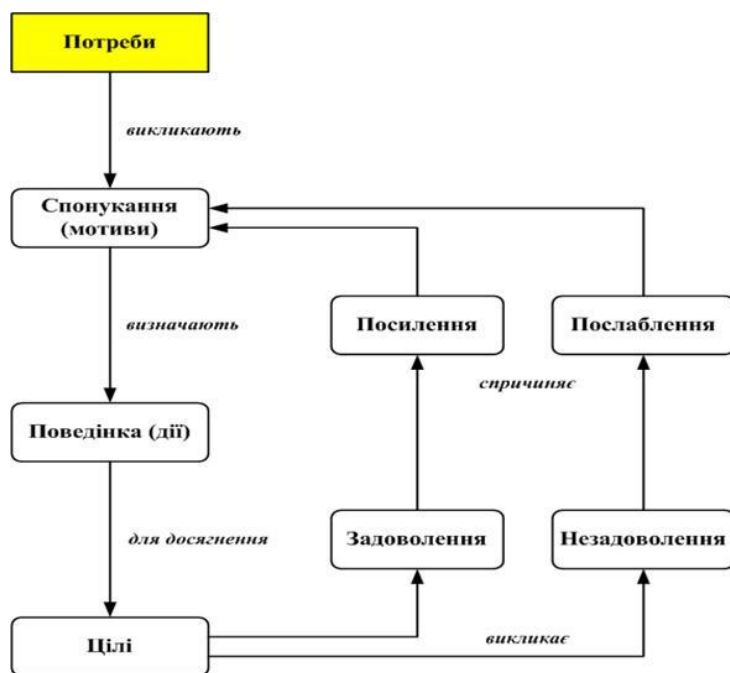 Потреби
викликають
Спонукання
(мотиви)
визначають
Посилення
Послаблення
спричиняє
Поведінка (дії)
для досягнення
Задоволення
Незадоволення
Цілі
викликає